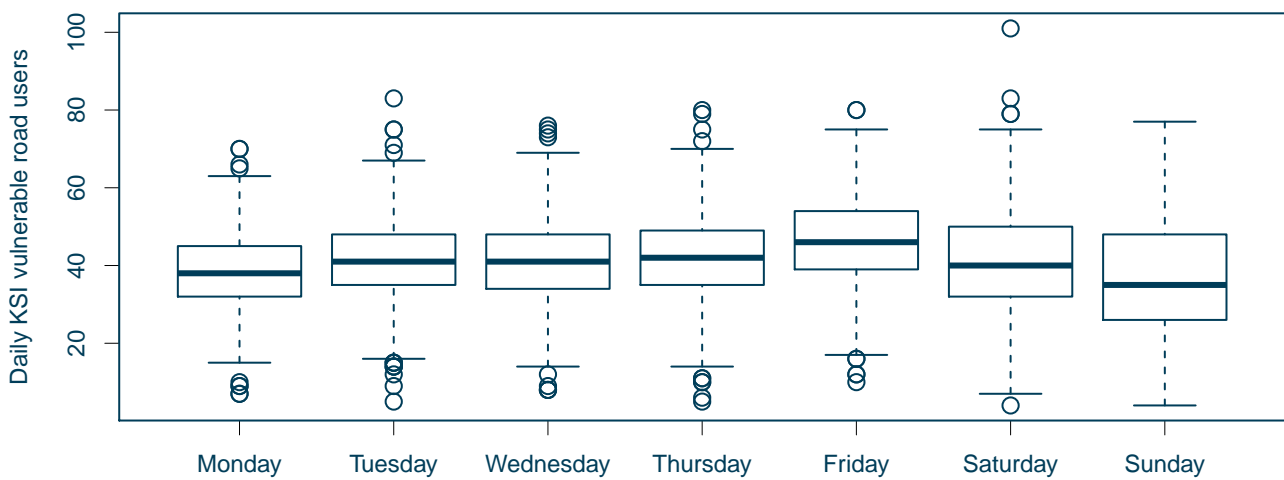 Daily KSI vulnerable road users
100
80
60
40
20
Monday Tuesday Wednesday Thursday Friday Saturday Sunday